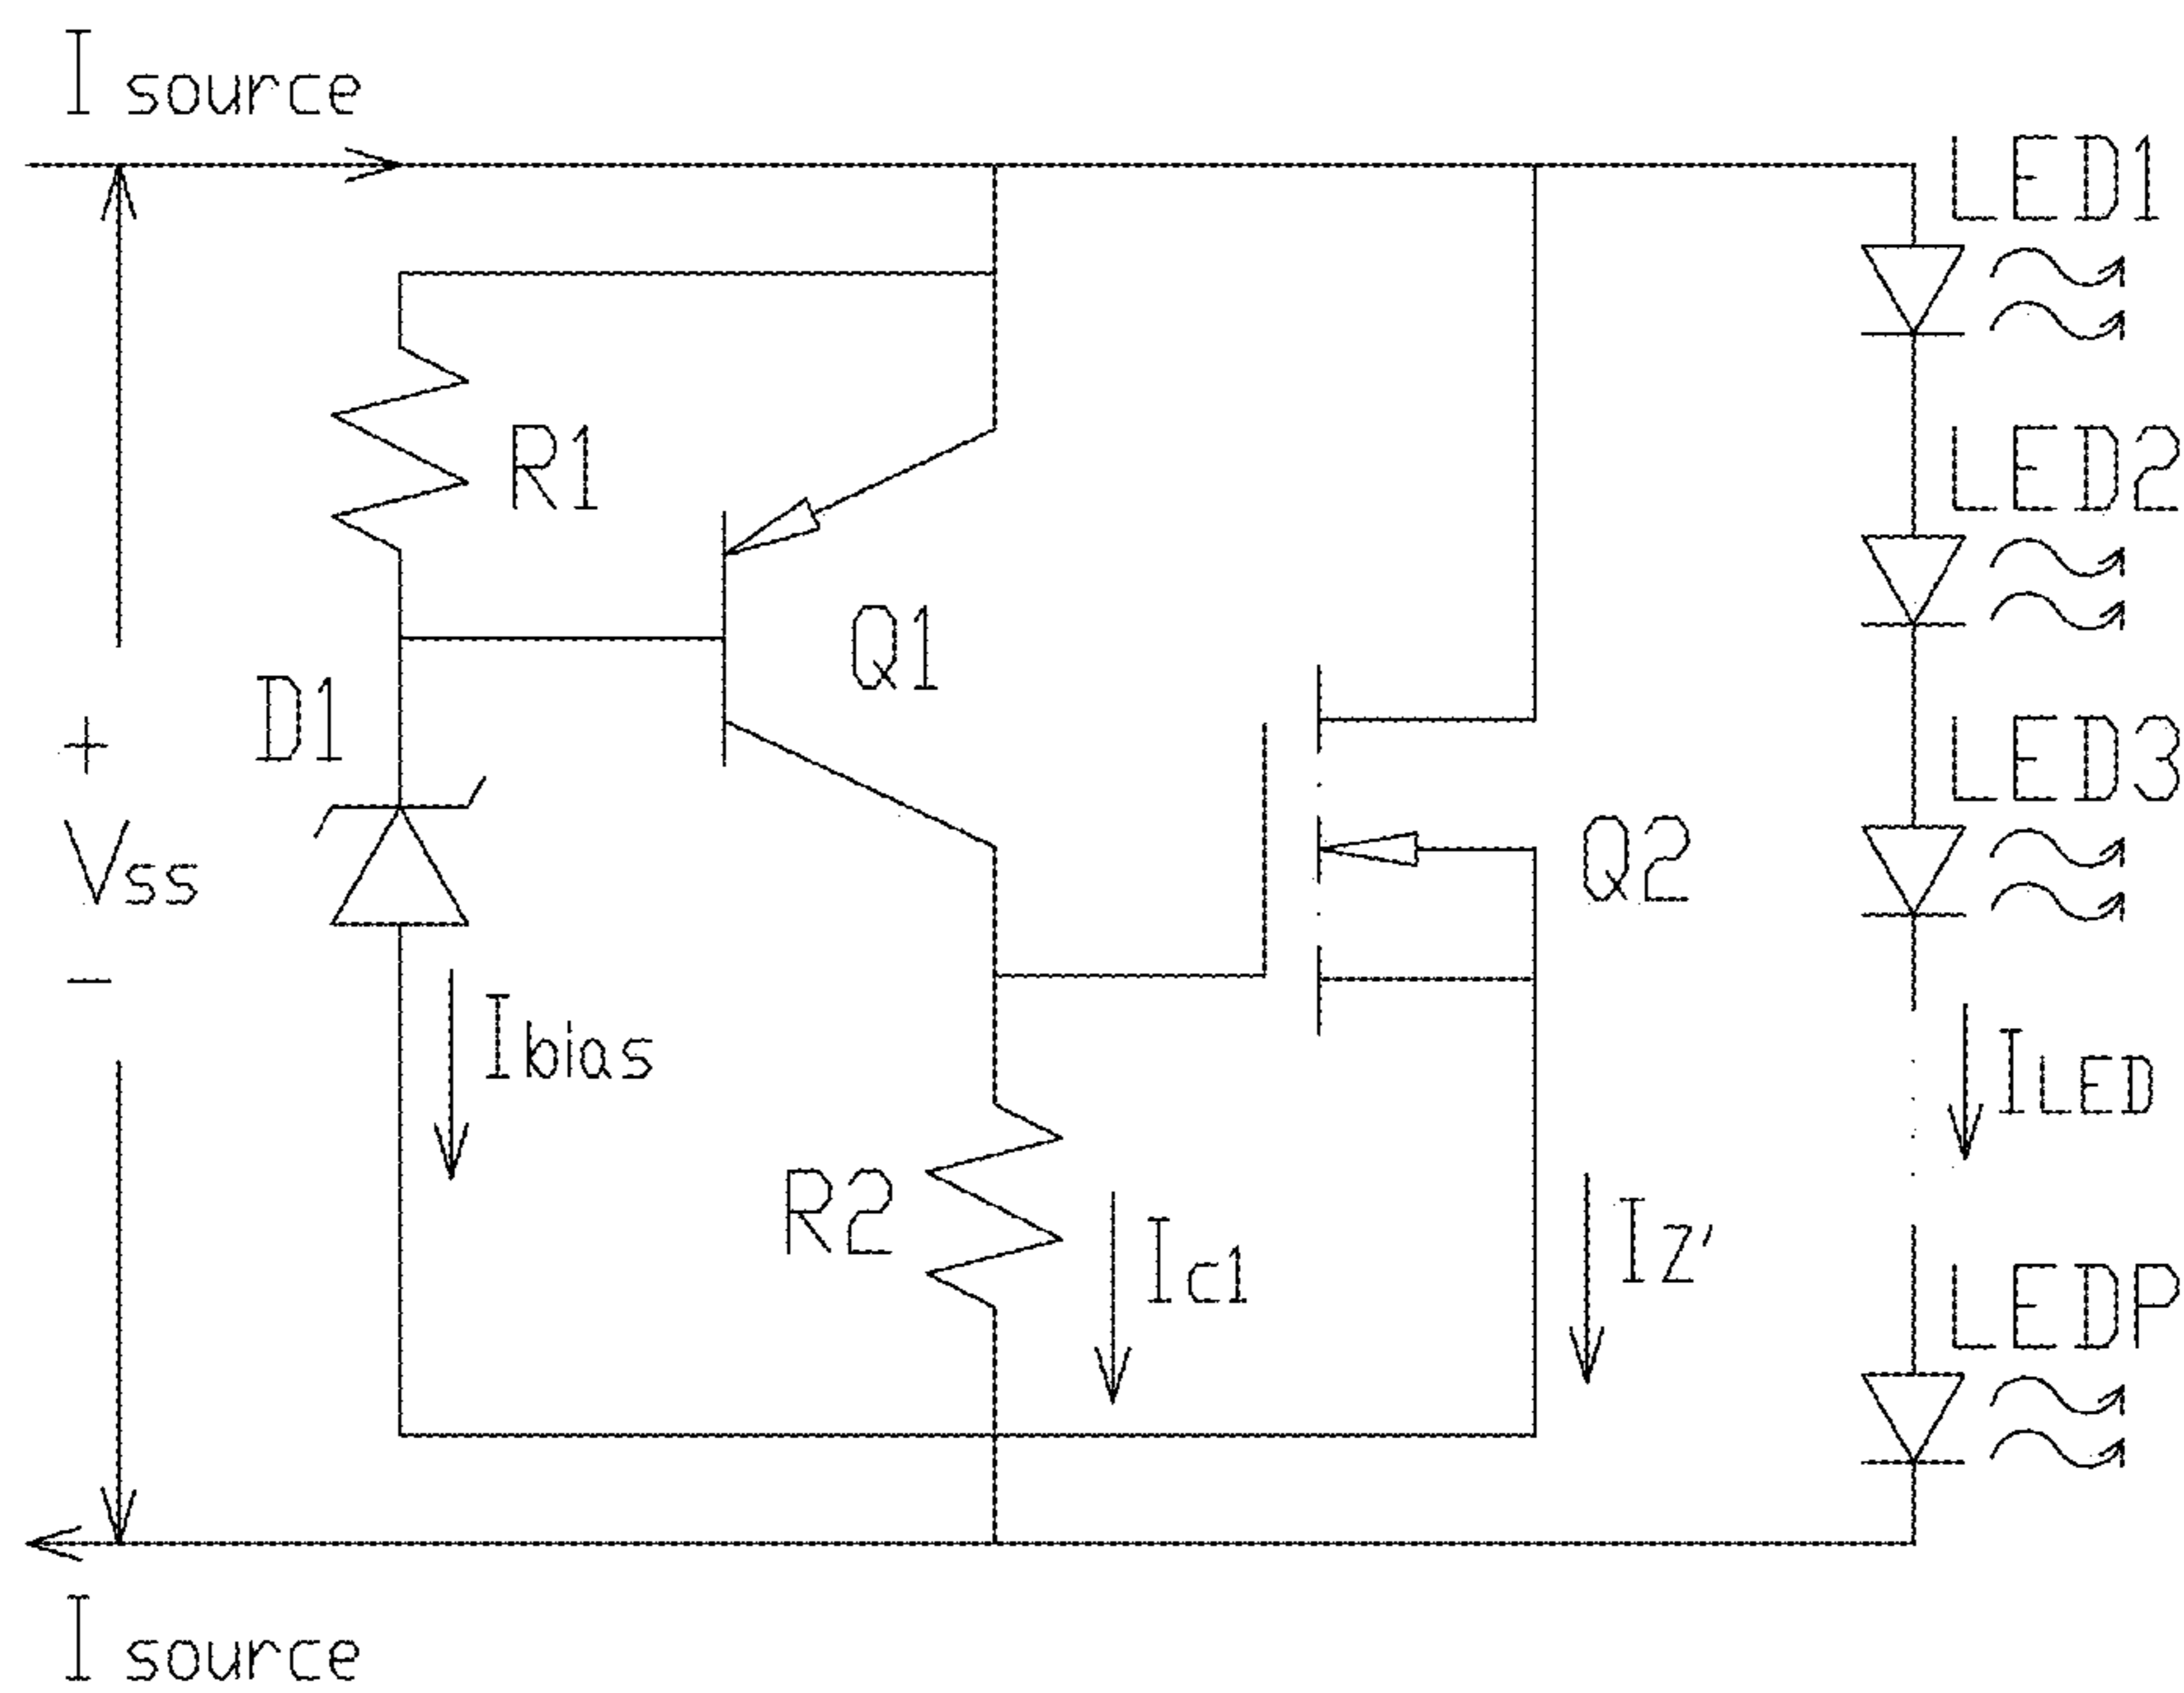 I source
LED1
LED2
R1
Q1
D1
LED3
+
Vss
-
Q2
Ibias
ILED
R2
Ic1
IZ'
LEDP
I source